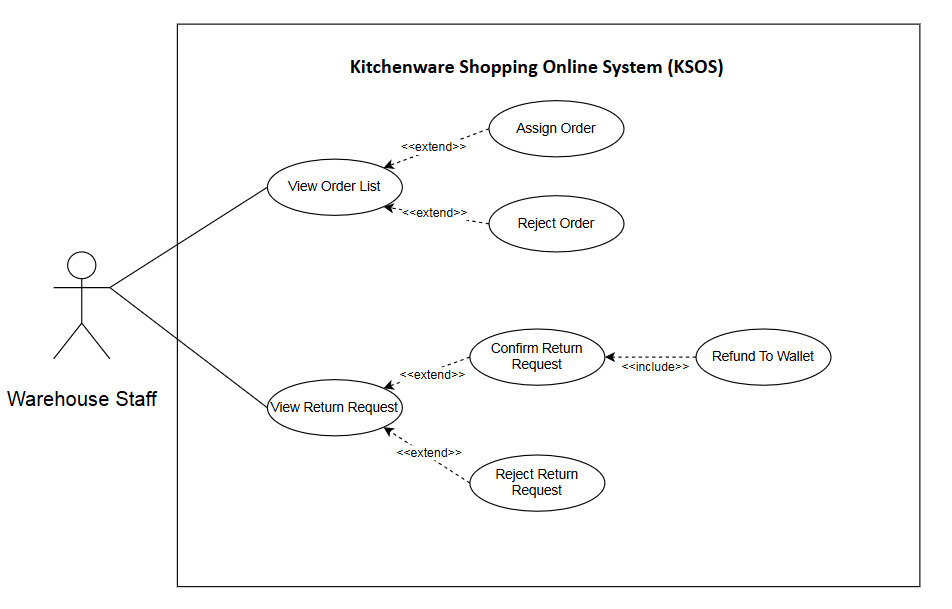 Kitchenware Shopping Online System (KSOS)
Assign Order
<<extend>>
View Order List
<<extend>>
Reject Order
Confirm Return
Request
Refund To Wallet
<<include>>
<<extend>>
Warehouse Staff
View Return Request
<<extend>>
Reject Return
Request